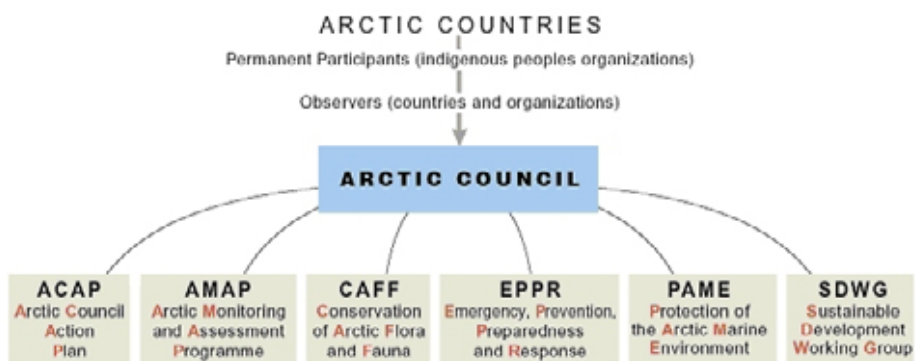 ARCTIC COUNTRIES
Permanent Participants (indigenous peoples organizations)
Observers (countries and organizations)
ARCTIC COUNCIL
ACAP
Arctic Council
Action
Plan
AMAP
Arctic Monitoring
and Assessment
Programme
CAFF
Conservation
of Arctic Flora
and Fauna
EPPR
Emergency, Prevention,
Preparedness
and Response
PAME
Protection of
the Arctic Marine
Environment
SDWG
Sustainable
Development
Working Group